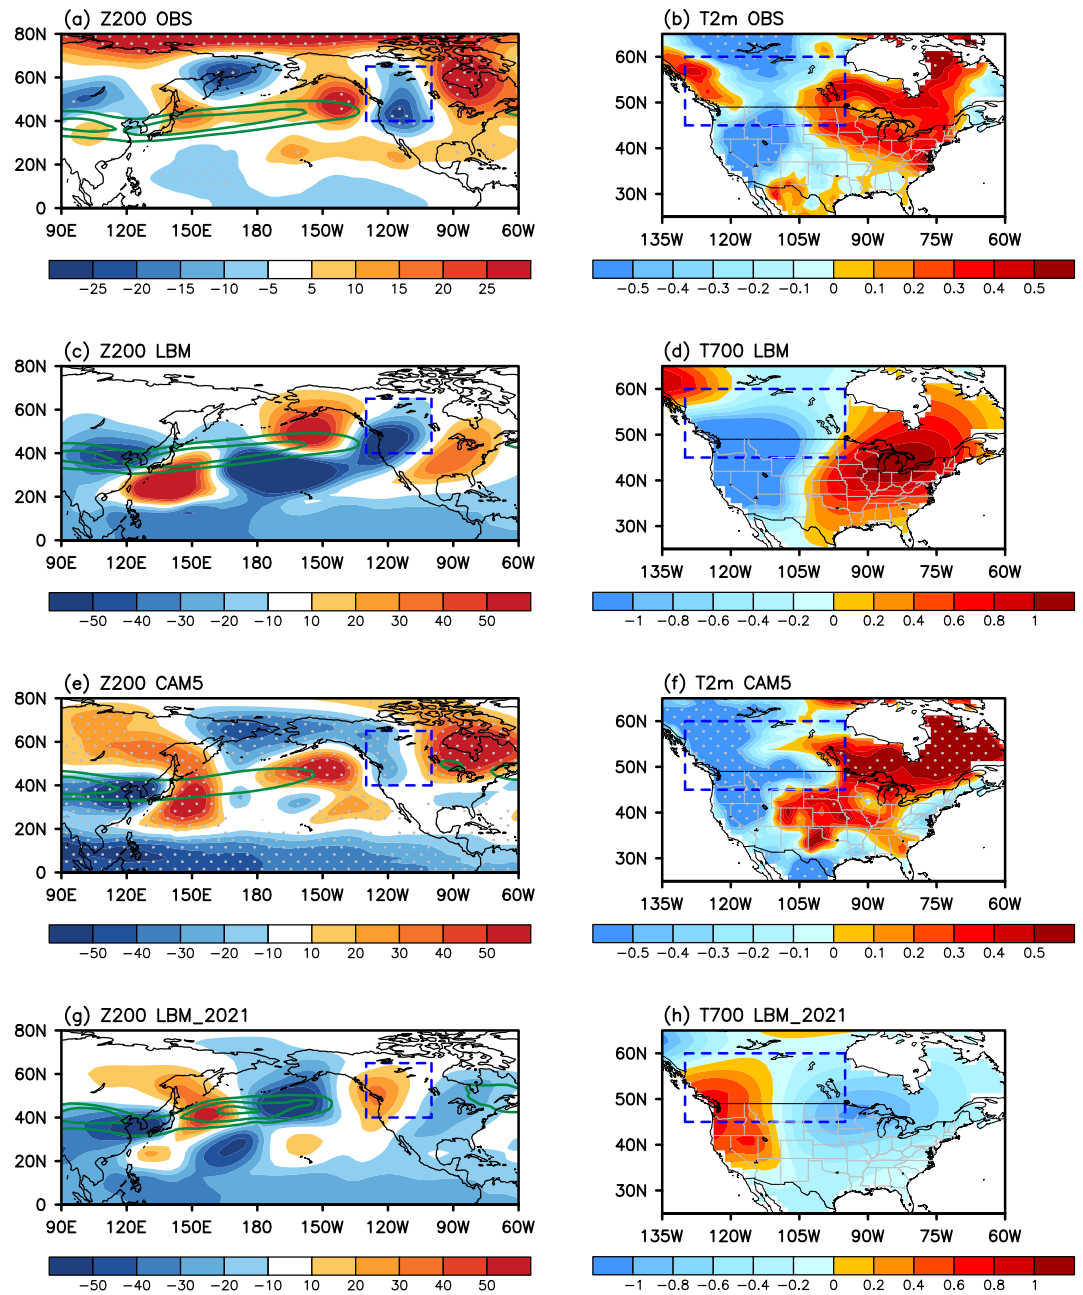 (a) Z200 OBS
80N
60N
40N
20N
0
90E 120E 150E 180 150W 120W 90W 60W
−25 −20 −15 −10 −5 5 10 15 20 25
(b) T2m OBS
60N
50N
40N
30N
135W 120W 105W 90W 75W 60W
−0.5 −0.4 −0.3 −0.2 −0.1 0 0.1 0.2 0.3 0.4 0.5
(c) Z200 LBM
80N
60N
40N
20N
0
90E 120E 150E 180 150W 120W 90W 60W
−50 −40 −30 −20 −10 10 20 30 40 50
(d) T700 LBM
60N
50N
40N
30N
135W 120W 105W 90W 75W 60W
−1 −0.8 −0.6 −0.4 −0.2 0 0.2 0.4 0.6 0.8 1
(e) Z200 CAM5
80N
60N
40N
20N
0
90E 120E 150E 180 150W 120W 90W 60W
−50 −40 −30 −20 −10 10 20 30 40 50
(f) T2m CAM5
60N
50N
40N
30N
135W 120W 105W 90W 75W 60W
−0.5 −0.4 −0.3 −0.2 −0.1 0 0.1 0.2 0.3 0.4 0.5
(g) Z200 LBM_2021
80N
60N
40N
20N
0
90E 120E 150E 180 150W 120W 90W 60W
−50 −40 −30 −20 −10 10 20 30 40 50
(h) T700 LBM_2021
60N
50N
40N
30N
135W 120W 105W 90W 75W 60W
−1 −0.8 −0.6 −0.4 −0.2 0 0.2 0.4 0.6 0.8 1